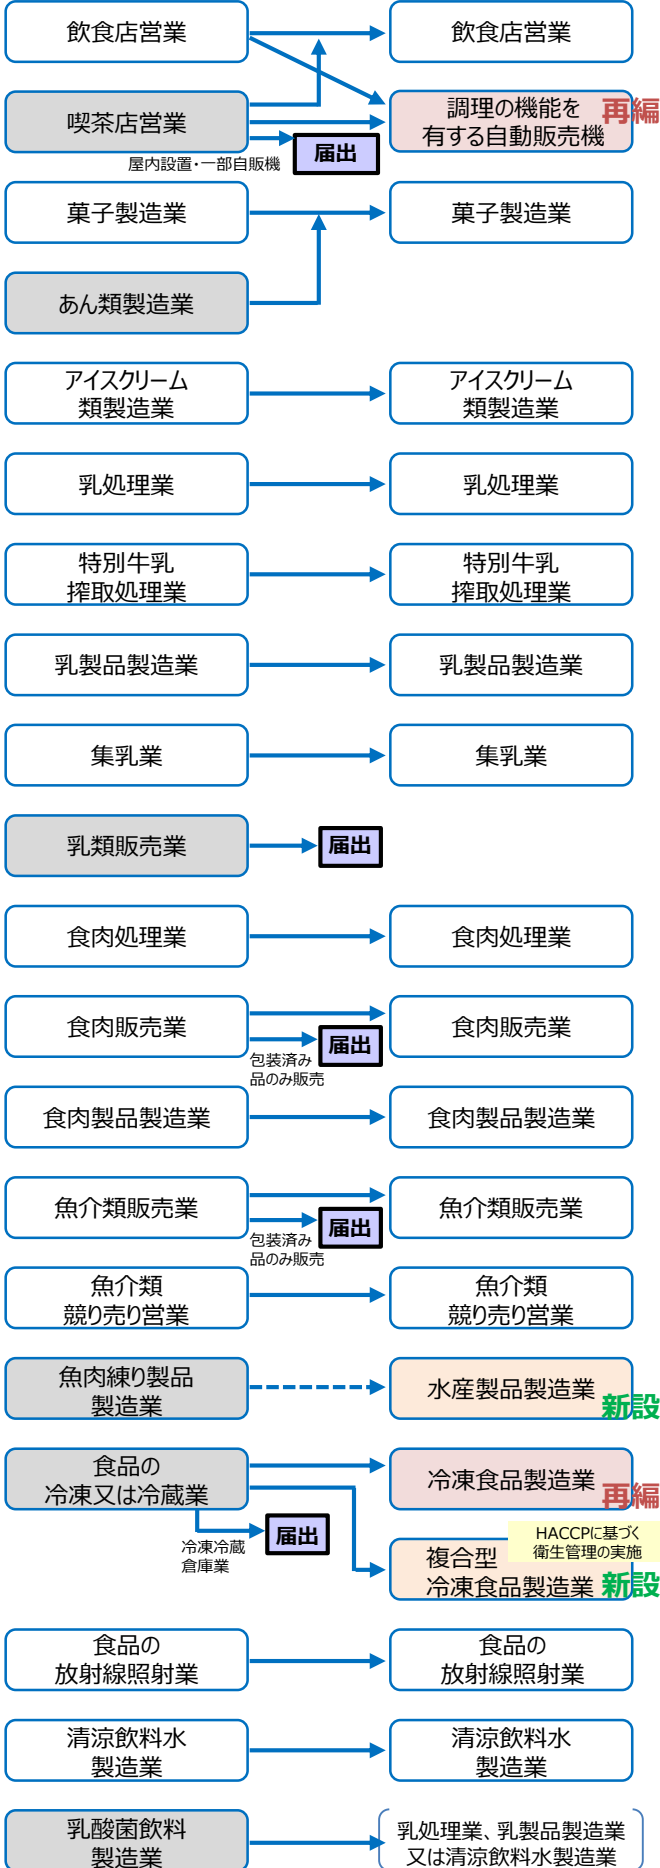 飲食店営業
飲食店営業
喫茶店営業
調理の機能を
有する自動販売機
再編
届出
屋内設置・一部自販機
菓子製造業
菓子製造業
あん類製造業
アイスクリーム
類製造業
アイスクリーム
類製造業
乳処理業
乳処理業
特別牛乳
搾取処理業
特別牛乳
搾取処理業
乳製品製造業
乳製品製造業
集乳業
集乳業
乳類販売業
届出
食肉処理業
食肉処理業
食肉販売業
届出
包装済み
品のみ販売
食肉販売業
食肉製品製造業
食肉製品製造業
魚介類販売業
届出
包装済み
品のみ販売
魚介類販売業
魚介類
競り売り営業
魚介類
競り売り営業
魚肉練り製品
製造業
水産製品製造業
新設
食品の
冷凍又は冷蔵業
冷凍食品製造業
再編
届出
冷凍冷蔵
倉庫業
HACCPに基づく
衛生管理の実施
複合型
冷凍食品製造業
新設
食品の
放射線照射業
食品の
放射線照射業
清涼飲料水
製造業
清涼飲料水
製造業
乳酸菌飲料
製造業
乳処理業、乳製品製造業
又は清涼飲料水製造業